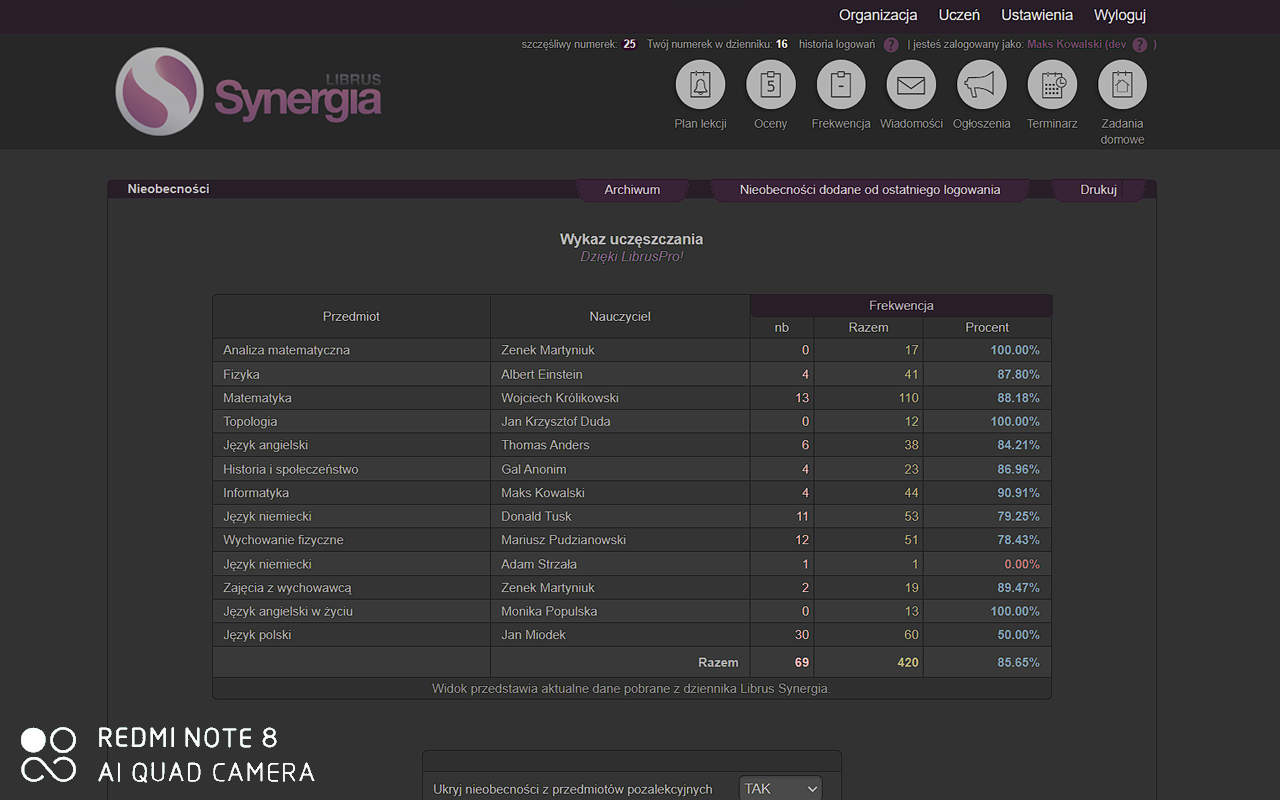 Organizacja Uczeń Ustawienia Wyloguj
szczęśliwy numerek: 25 Twój numerek w dzienniku: 16 historia logowań ? | jesteś zalogowany jako: Maks Kowalski (dev ? )
LIBRUS
Synergia
5
Plan lekcji Oceny Frekwencja Wiadomości Ogłoszenia Terminarz Zadania
domowe
Nieobecności Archiwum Nieobecności dodane od ostatniego logowania Drukuj
Wykaz uczęszczania
Dzięki LibrusPro!
Przedmiot Nauczyciel Frekwencja
nb Razem Procent
Analiza matematyczna Zenek Martyniuk 0 17 100.00%
Fizyka Albert Einstein 4 41 87.80%
Matematyka Wojciech Królikowski 13 110 88.18%
Topologia Jan Krzysztof Duda 0 12 100.00%
Język angielski Thomas Anders 6 38 84.21%
Historia i społeczeństwo Gal Anonim 4 23 86.96%
Informatyka Maks Kowalski 4 44 90.91%
Język niemiecki Donald Tusk 11 53 79.25%
Wychowanie fizyczne Mariusz Pudzianowski 12 51 78.43%
Język niemiecki Adam Strzała 1 1 0.00%
Zajęcia z wychowawcą Zenek Martyniuk 2 19 89.47%
Język angielski w życiu Monika Populska 0 13 100.00%
Język polski Jan Miodek 30 60 50.00%
Razem 69 420 85.65%
Widok przedstawia aktualne dane pobrane z dziennika Librus Synergia.
REDMI NOTE 8
AI QUAD CAMERA
Ukryj nieobecności z przedmiotów pozalekcyjnych TAK